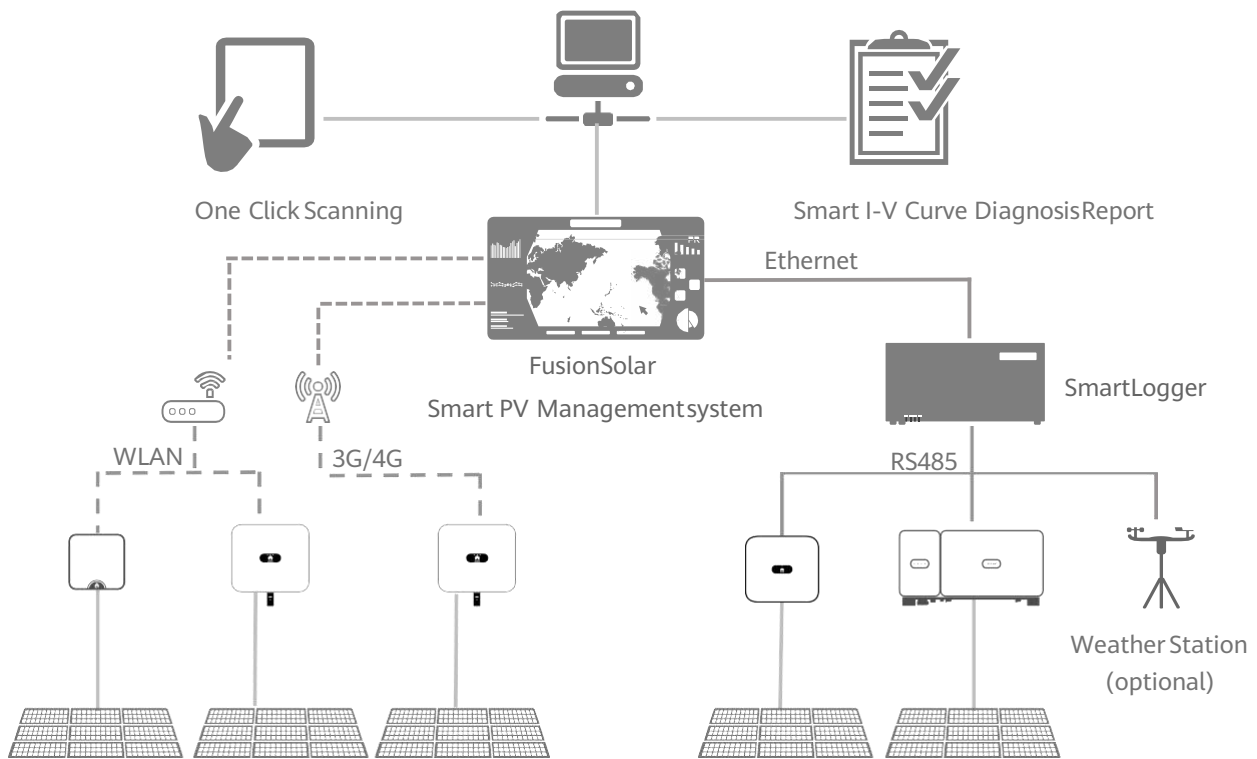 One Click Scanning
Smart I-V Curve DiagnosisReport
Ethernet
FusionSolar
Smart PV Managementsystem
SmartLogger
WLAN
3G/4G
RS485
Weather Station
(optional)